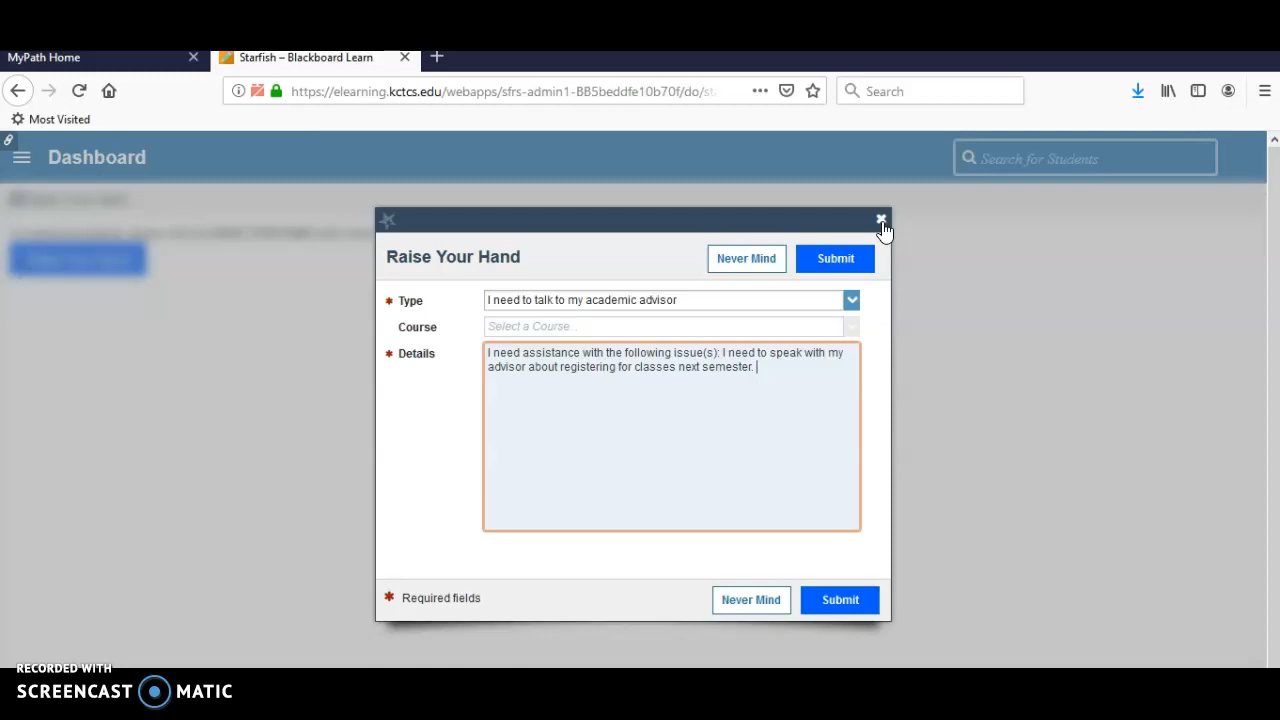 MyPath Home
Starfish – Blackboard Learn
https://elearning.kctcs.edu/webapps/sfrs-admin1-BB5beddfe10b70f/do/st
Search
Most Visited
Dashboard
Search for Students
Raise Your Hand
Never Mind
Submit
* Type
I need to talk to my academic advisor
Course
Select a Course...
* Details
I need assistance with the following issue(s): I need to speak with my
advisor about registering for classes next semester.
* Required fields
Never Mind
Submit
RECORDED WITH
SCREENCAST MATIC